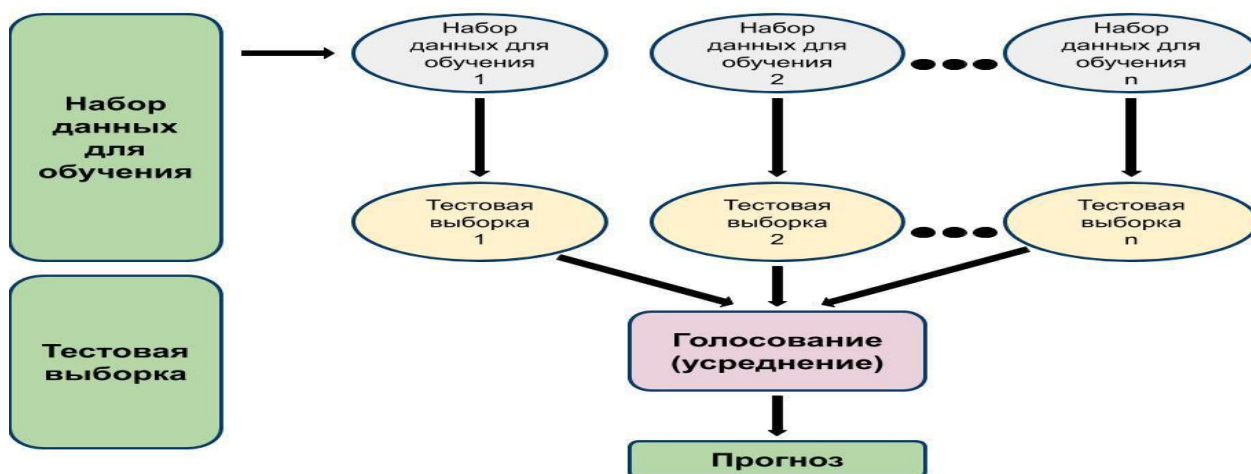 Набор
данных
для
обучения
Тестовая
выборка
Набор
данных для
обучения
1
Набор
данных для
обучения
2
Набор
данных для
обучения
n
Тестовая
выборка
1
Тестовая
выборка
2
Тестовая
выборка
n
Голосование
(усреднение)
Прогноз